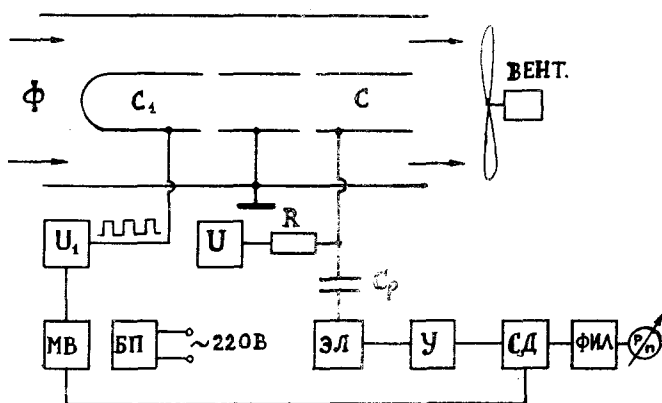 ВЕНТ.
Ф C₁ C
R
U₁ U
Cр
МВ БП ~220В ЭЛ У СД ФИЛ P/n